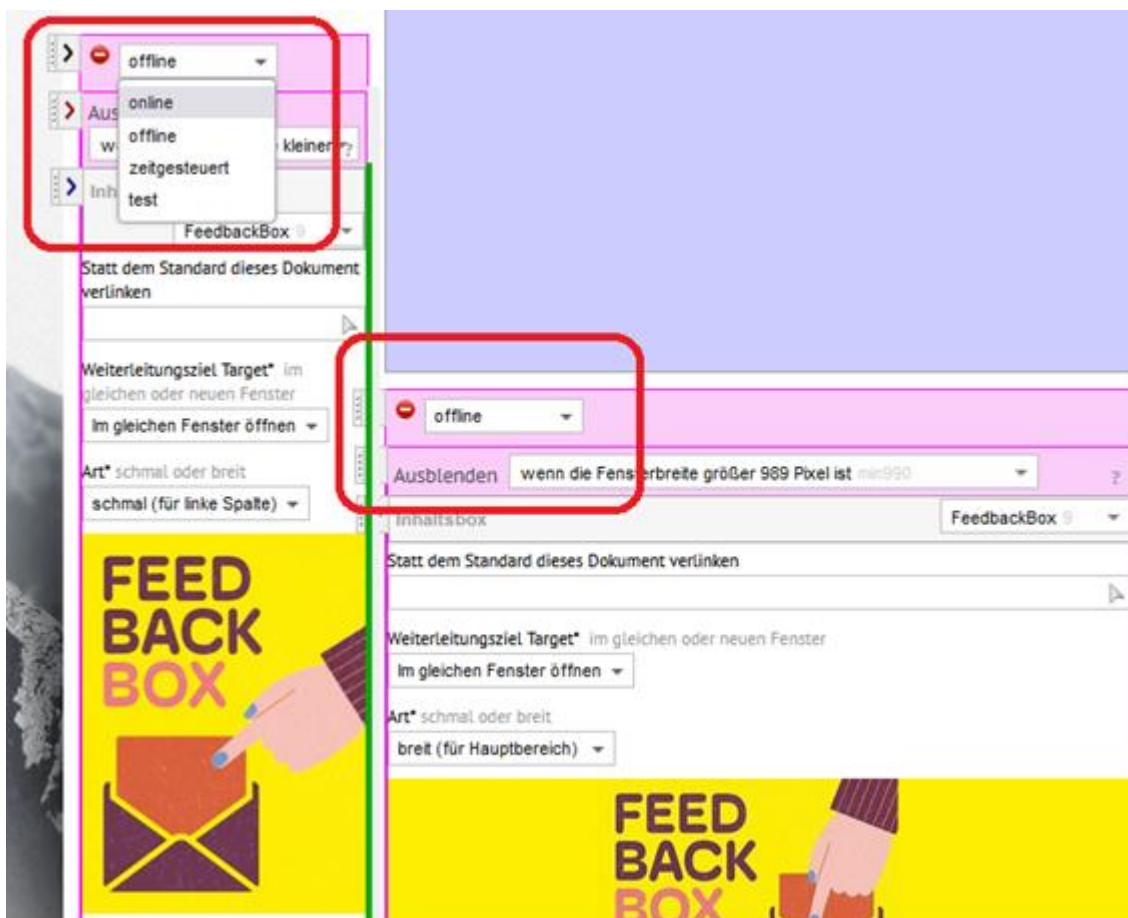 offline
online
offline
zeitgesteuert
test
Aus
w
kleiner ?
Inh
FeedbackBox 9
Statt dem Standard dieses Dokument
verlinken
Weiterleitungsziel Target* im
gleichen oder neuen Fenster
Im gleichen Fenster öffnen
Art* schmal oder breit
schmal (für linke Spalte)
FEED
BACK
BOX
offline
Ausblenden wenn die Fensterbreite größer 989 Pixel ist min990 ?
Inhaltsbox FeedbackBox 9
Statt dem Standard dieses Dokument verlinken
Weiterleitungsziel Target* im gleichen oder neuen Fenster
Im gleichen Fenster öffnen
Art* schmal oder breit
breit (für Hauptbereich)
FEED
BACK
BOX